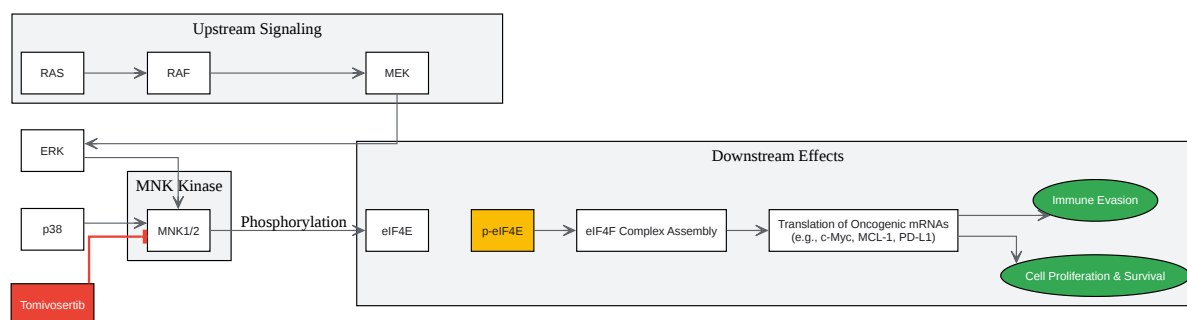 Upstream Signaling
RAS
RAF
MEK
ERK
Downstream Effects
MNK Kinase
Immune Evasion
p38
MNK1/2
Phosphorylation
eIF4E
p-eIF4E
eIF4F Complex Assembly
Translation of Oncogenic mRNAs
(e.g., c-Myc, MCL-1, PD-L1)
Cell Proliferation & Survival
Tomivosertib